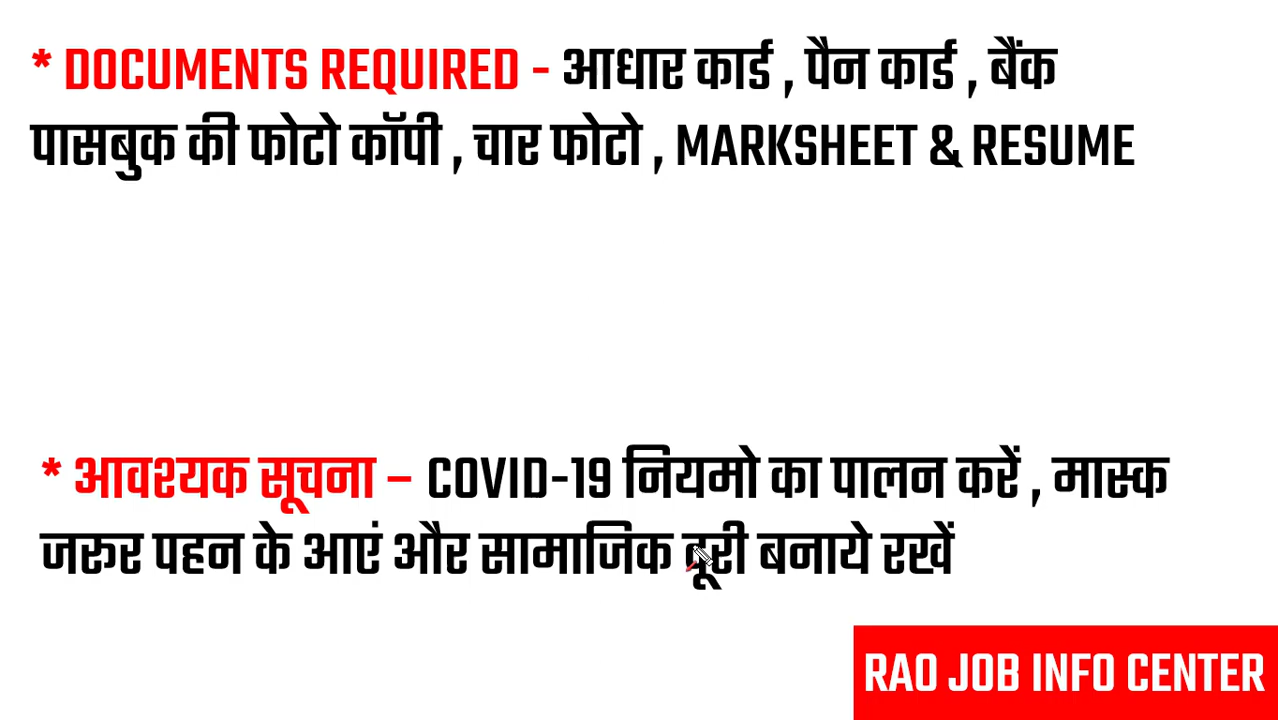 * DOCUMENTS REQUIRED - आधार कार्ड , पैन कार्ड , बैंक
पासबुक की फोटो कॉपी , चार फोटो , MARKSHEET & RESUME
* आवश्यक सूचना – COVID-19 नियमो का पालन करें , मास्क
जरूर पहन के आएं और सामाजिक दूरी बनाये रखें
RAO JOB INFO CENTER